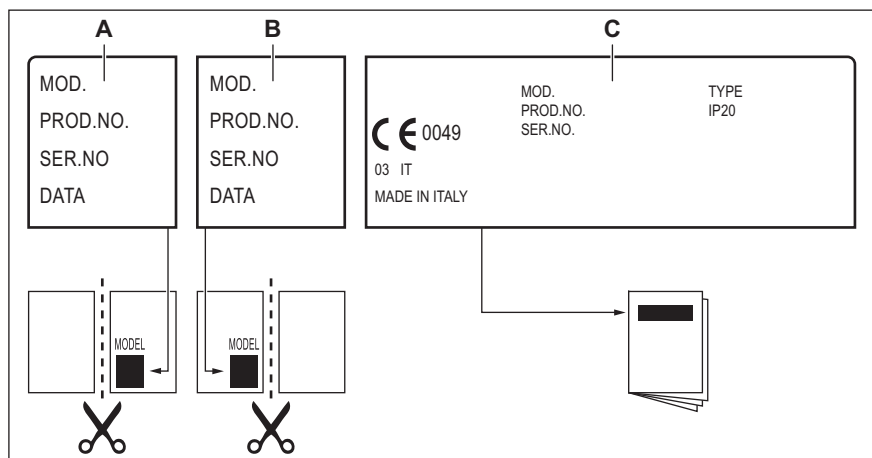 A
B
C
MOD.
PROD.NO.
SER.NO
DATA
MOD.
PROD.NO.
SER.NO
DATA
MOD.
PROD.NO.
SER.NO.
TYPE
IP20
CE 0049
03 IT
MADE IN ITALY
MODEL
MODEL